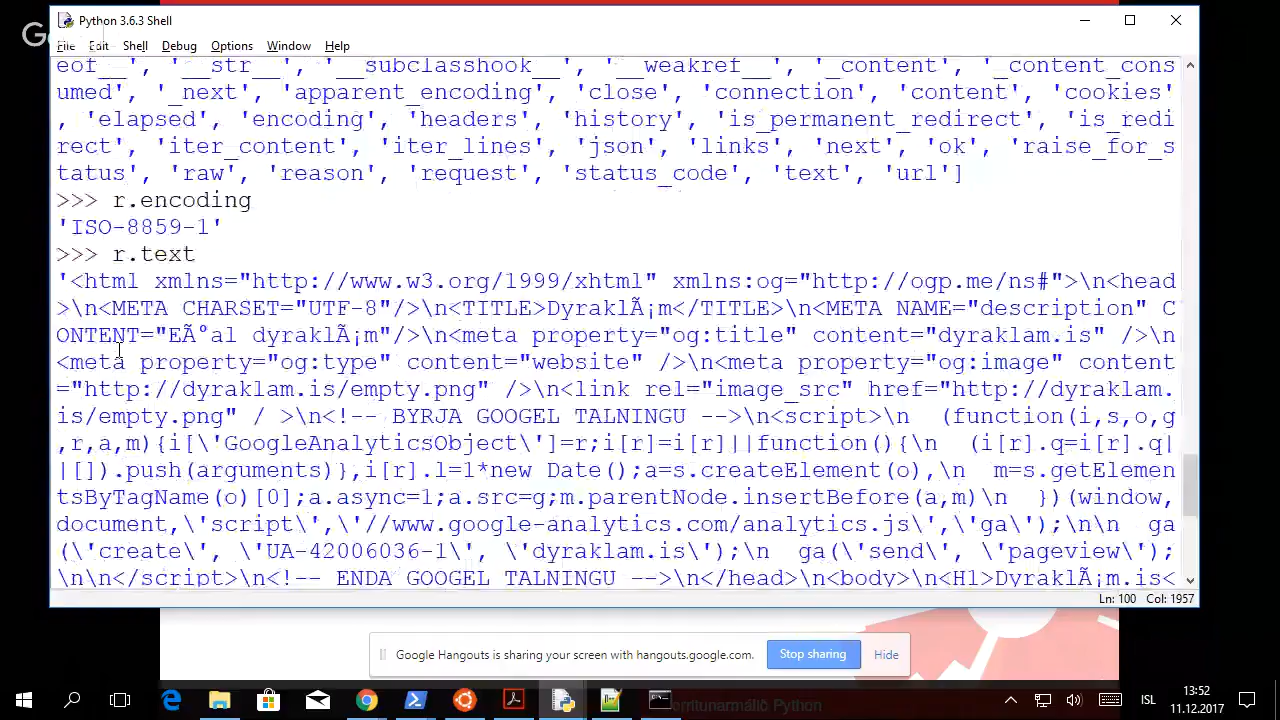 Python 3.6.3 Shell
File Edit Shell Debug Options Window Help
eof__', '__str__', '__subclasshook__', '__weakref__', '_content', '_content_cons
umed', '_next', 'apparent_encoding', 'close', 'connection', 'content', 'cookies'
, 'elapsed', 'encoding', 'headers', 'history', 'is_permanent_redirect', 'is_redi
rect', 'iter_content', 'iter_lines', 'json', 'links', 'next', 'ok', 'raise_for_s
tatus', 'raw', 'reason', 'request', 'status_code', 'text', 'url']
>>> r.encoding
'ISO-8859-1'
>>> r.text
'<html xmlns="http://www.w3.org/1999/xhtml" xmlns:og="http://ogp.me/ns#">\n<head
>\n<META CHARSET="UTF-8"/>\n<TITLE>DyraklÃ¡m</TITLE>\n<META NAME="description" C
ONTENT="EÃºal dyraklÃ¡m"/>\n<meta property="og:title" content="dyraklam.is" />\n
<meta property="og:type" content="website" />\n<meta property="og:image" content
="http://dyraklam.is/empty.png" />\n<link rel="image_src" href="http://dyraklam.
is/empty.png" / >\n<!-- BYRJA GOOGEL TALNINGU -->\n<script>\n  (function(i,s,o,g
,r,a,m){i[\'GoogleAnalyticsObject\']=r;i[r]=i[r]||function(){\n  (i[r].q=i[r].q|
|[]).push(arguments)},i[r].l=1*new Date();a=s.createElement(o),\n  m=s.getElemen
tsByTagName(o)[0];a.async=1;a.src=g;m.parentNode.insertBefore(a,m)\n  })(window,
document,\'script\',\'//www.google-analytics.com/analytics.js\',\'ga\');\n\n  ga
(\'create\', \'UA-42006036-1\', \'dyraklam.is\');\n  ga(\'send\', \'pageview\');
\n\n</script>\n<!-- ENDA GOOGEL TALNINGU -->\n</head>\n<body>\n<H1>DyraklÃ¡m.is<
Ln: 100 Col: 1957
Google Hangouts is sharing your screen with hangouts.google.com. Stop sharing Hide
ÍSL
13:52
11.12.2017
Python